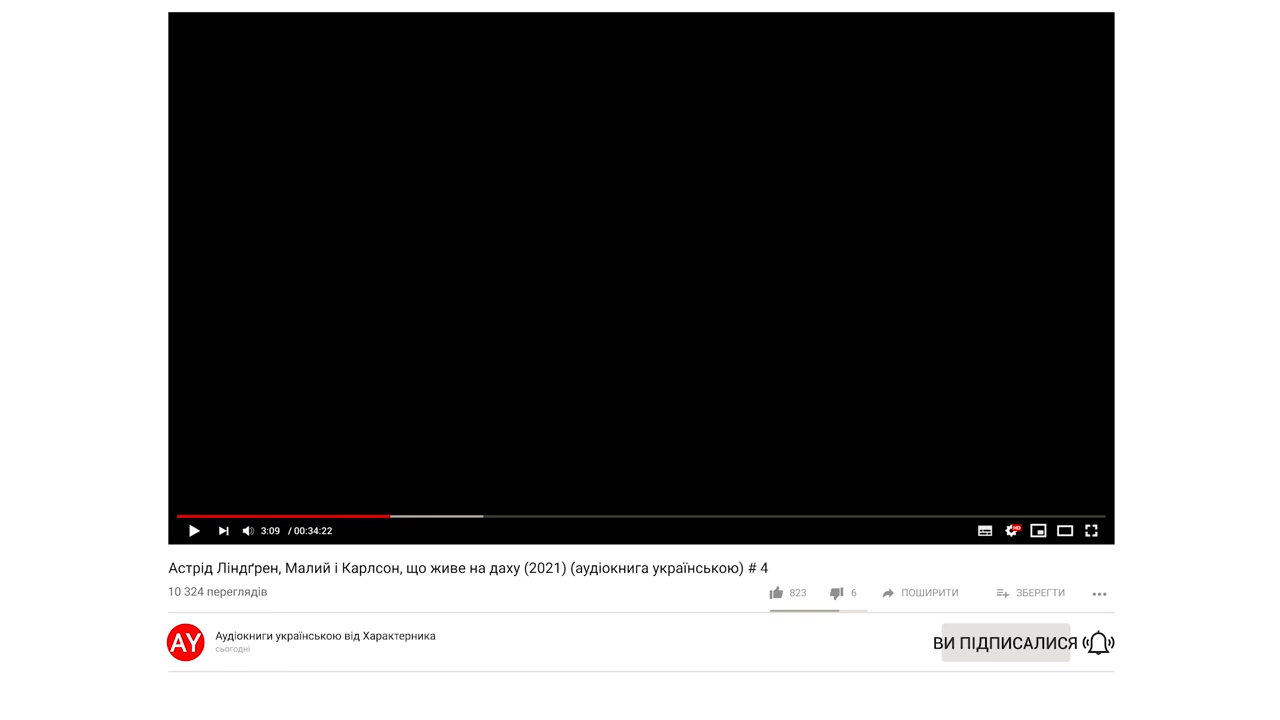 3:09 / 00:34:22
HD
Астрід Ліндґрен, Малий і Карлсон, що живе на даху (2021) (аудіокнига українською) # 4
10 324 переглядів
823 6 ПОШИРИТИ ЗБЕРЕГТИ
AY Аудіокниги українською від Характерника
сьогодні
ВИ ПІДПИСАЛИСЯ